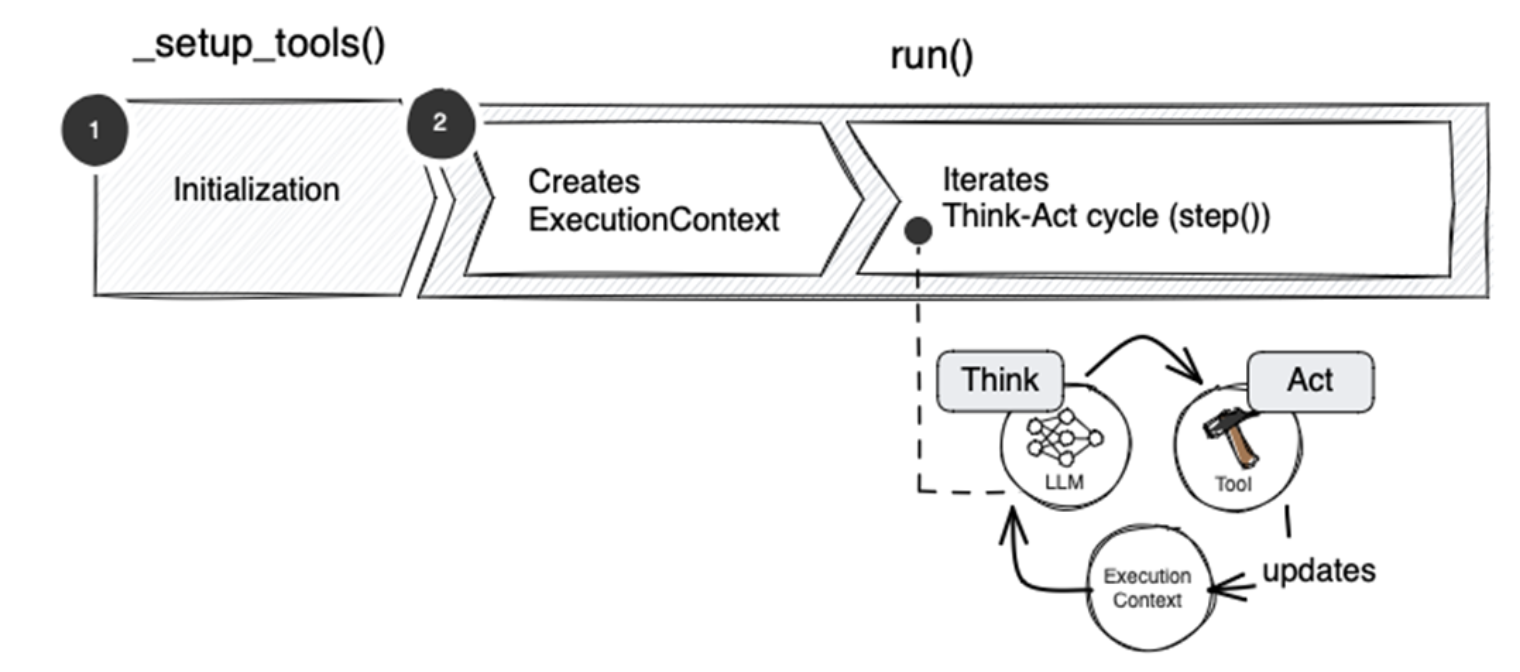 _setup_tools()
run()
1
2
Initialization
Creates
ExecutionContext
Iterates
Think-Act cycle (step())
Think
Act
LLM
Tool
updates
Execution
Context